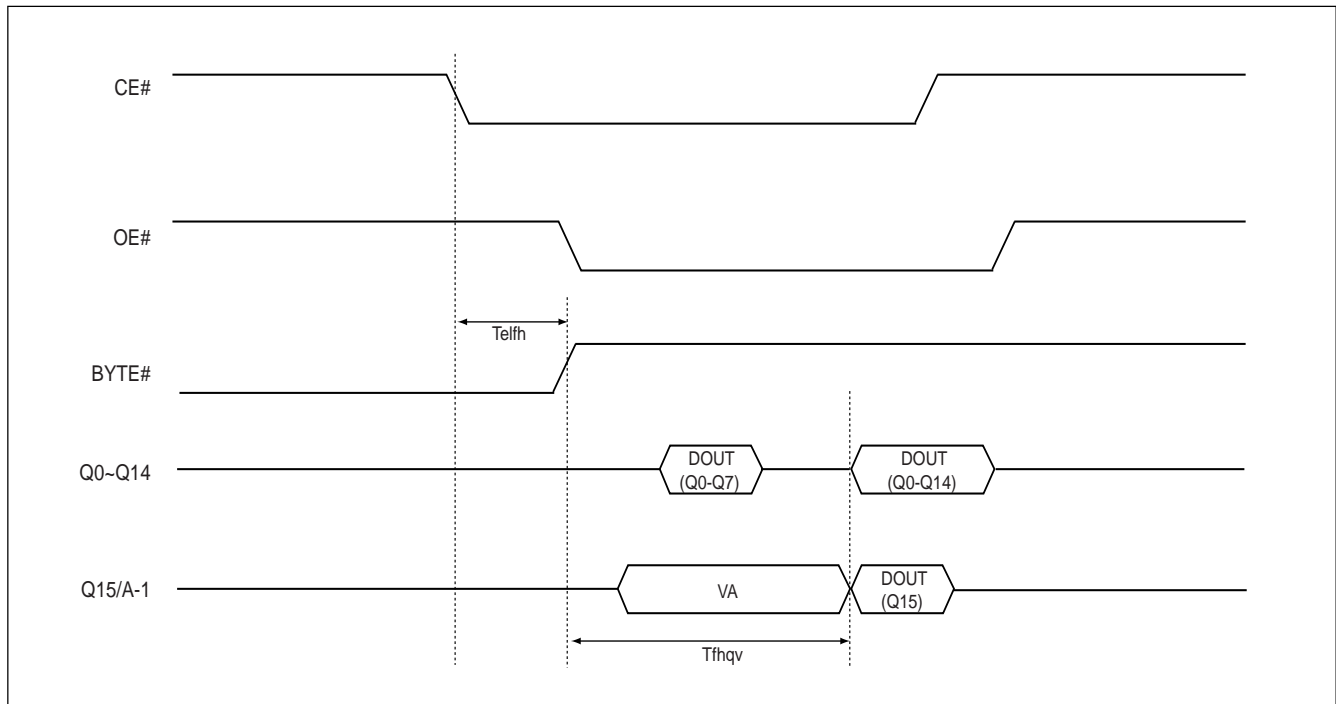 CE#
OE#
Telfh
BYTE#
Q0~Q14
DOUT
(Q0-Q7)
DOUT
(Q0-Q14)
Q15/A-1
VA
DOUT
(Q15)
Tfhqv